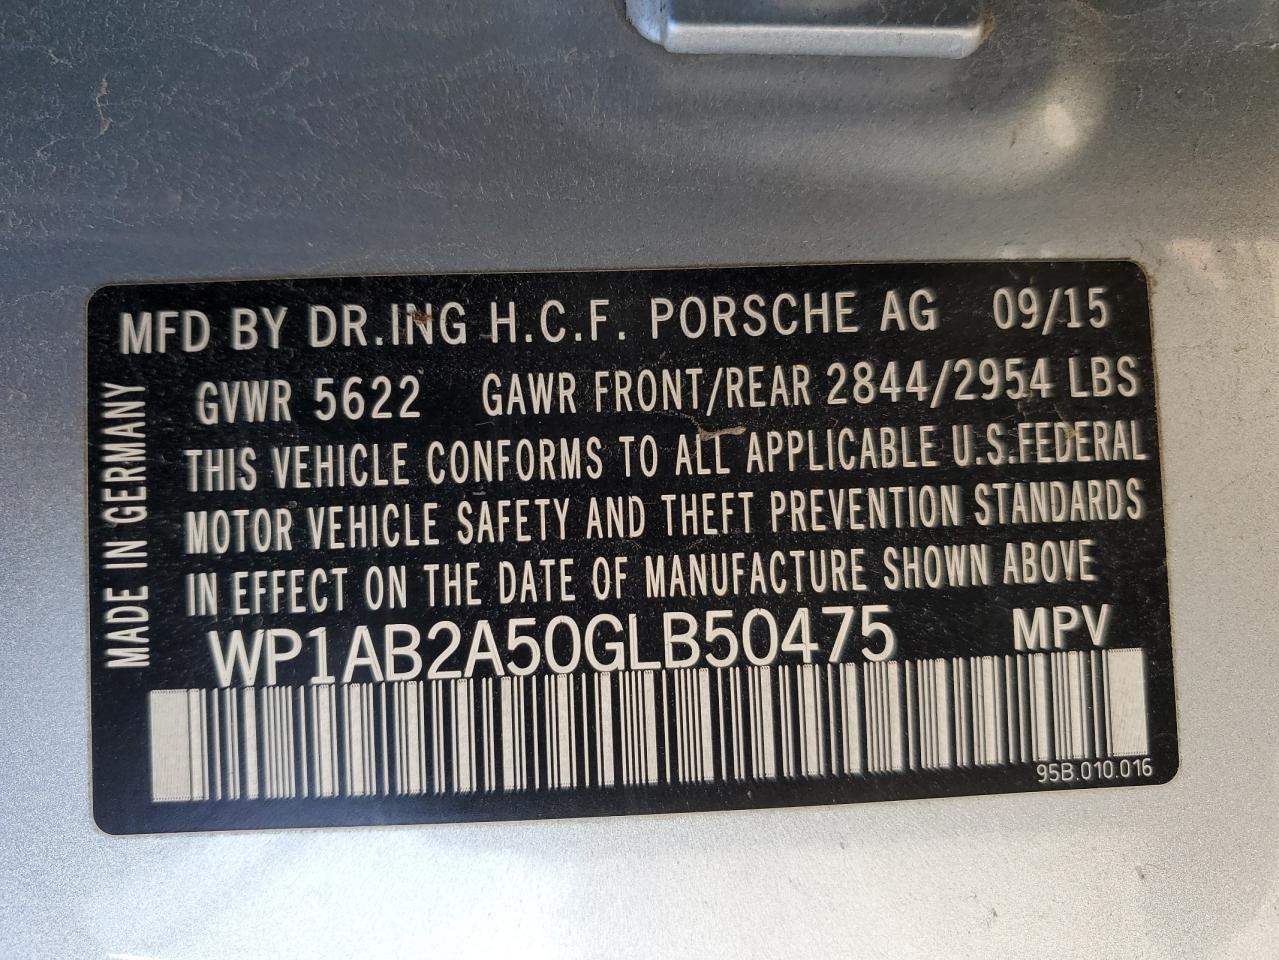 MFD BY DR.ING H.C.F. PORSCHE AG 09/15
GVWR 5622 GAWR FRONT/REAR 2844/2954 LBS
THIS VEHICLE CONFORMS TO ALL APPLICABLE U.S.FEDERAL
MOTOR VEHICLE SAFETY AND THEFT PREVENTION STANDARDS
IN EFFECT ON THE DATE OF MANUFACTURE SHOWN ABOVE
WP1AB2A50GLB50475 MPV
95B.010.016
MADE IN GERMANY